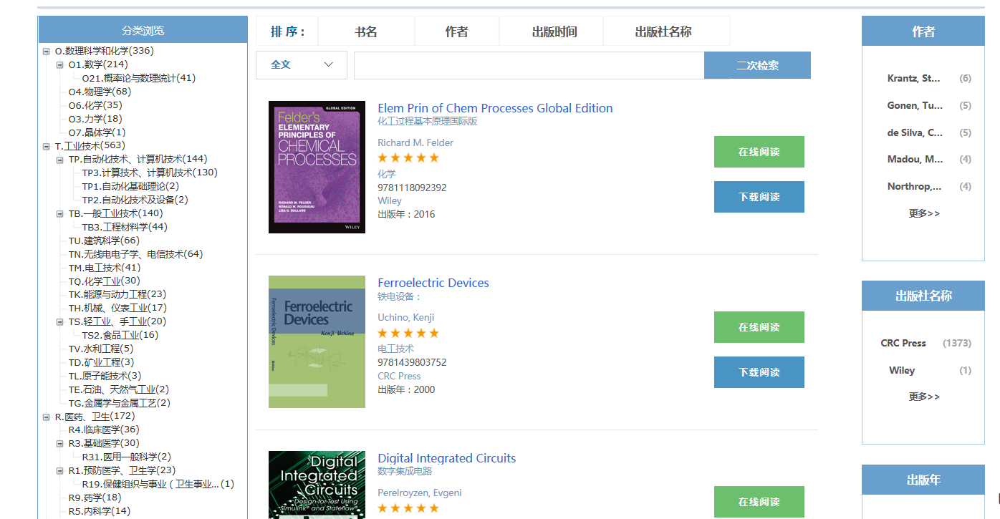 分类浏览
O.数理科学和化学(336)
O1.数学(214)
O21.概率论与数理统计(41)
O4.物理学(68)
O6.化学(35)
O3.力学(18)
O7.晶体学(1)
T.工业技术(563)
TP.自动化技术、计算机技术(144)
TP3.计算技术、计算机技术(130)
TP1.自动化基础理论(2)
TP2.自动化技术及设备(2)
TB.一般工业技术(140)
TB3.工程材料学(44)
TU.建筑科学(66)
TN.无线电电子学、电信技术(64)
TM.电工技术(41)
TQ.化学工业(30)
TK.能源与动力工程(23)
TH.机械、仪表工业(17)
TS.轻工业、手工业(20)
TS2.食品工业(16)
TV.水利工程(5)
TD.矿业工程(3)
TL.原子能技术(3)
TE.石油、天然气工业(2)
TG.金属学与金属工艺(2)
R.医药、卫生(172)
R4.临床医学(36)
R3.基础医学(30)
R31.医用一般科学(2)
R1.预防医学、卫生学(23)
R19.保健组织与事业（卫生事业...(1)
R9.药学(18)
R5.内科学(14)
排 序： 书名 作者 出版时间 出版社名称
全文 二次检索
GLOBAL EDITION
Felder's
ELEMENTARY
PRINCIPLES OF
CHEMICAL
PROCESSES
RICHARD M. FELDER
RONALD W. ROUSSEAU
LISA G. BULLARD
WILEY
Elem Prin of Chem Processes Global Edition
化工过程基本原理国际版
Richard M. Felder
化学
9781118092392
Wiley
出版年：2016
在线阅读
下载阅读
Ferroelectric Devices
Ferroelectric
Devices
Kenji Uchino
Uchino
Ferroelectric Devices
铁电设备：
Uchino, Kenji
电工技术
9781439803752
CRC Press
出版年：2000
在线阅读
下载阅读
Digital
Integrated
Circuits
Design-for-Test Using
Simulink® and Stateflow®
Digital Integrated Circuits
数字集成电路
Perelroyzen, Evgeni
在线阅读
作者
Krantz, St... (6)
Gonen, Tu... (5)
de Silva, C... (5)
Madou, M... (4)
Northrop,... (4)
更多>>
出版社名称
CRC Press (1373)
Wiley (1)
更多>>
出版年